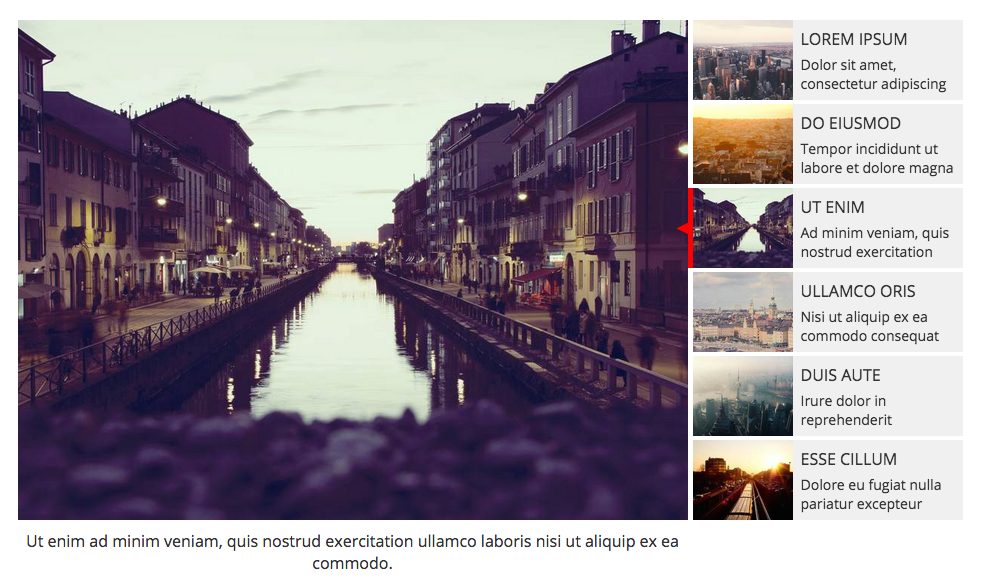 LOREM IPSUM
Dolor sit amet,
consectetur adipiscing
DO EIUSMOD
Tempor incididunt ut
labore et dolore magna
UT ENIM
Ad minim veniam, quis
nostrud exercitation
ULLAMCO ORIS
Nisi ut aliquip ex ea
commodo consequat
DUIS AUTE
Irure dolor in
reprehenderit
ESSE CILLUM
Dolore eu fugiat nulla
pariatur excepteur
Ut enim ad minim veniam, quis nostrud exercitation ullamco laboris nisi ut aliquip ex ea
commodo.